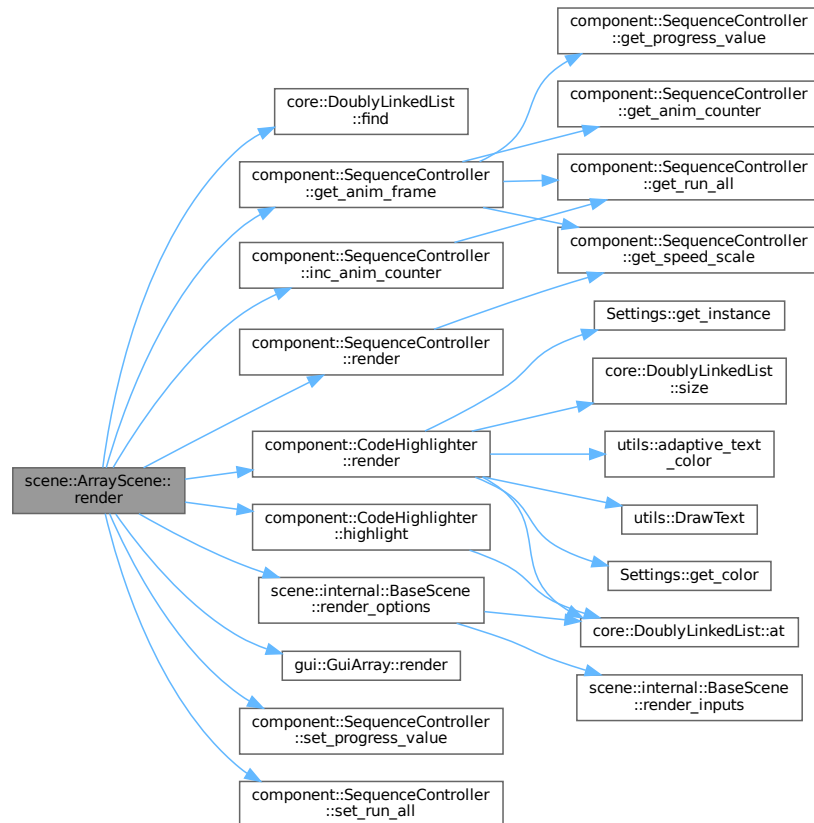 scene::ArrayScene::
render
core::DoublyLinkedList
::find
component::SequenceController
::get_anim_frame
component::SequenceController
::inc_anim_counter
component::SequenceController
::render
component::CodeHighlighter
::render
component::CodeHighlighter
::highlight
scene::internal::BaseScene
::render_options
gui::GuiArray::render
component::SequenceController
::set_progress_value
component::SequenceController
::set_run_all
component::SequenceController
::get_progress_value
component::SequenceController
::get_anim_counter
component::SequenceController
::get_run_all
component::SequenceController
::get_speed_scale
Settings::get_instance
core::DoublyLinkedList
::size
utils::adaptive_text
_color
utils::DrawText
Settings::get_color
core::DoublyLinkedList::at
scene::internal::BaseScene
::render_inputs